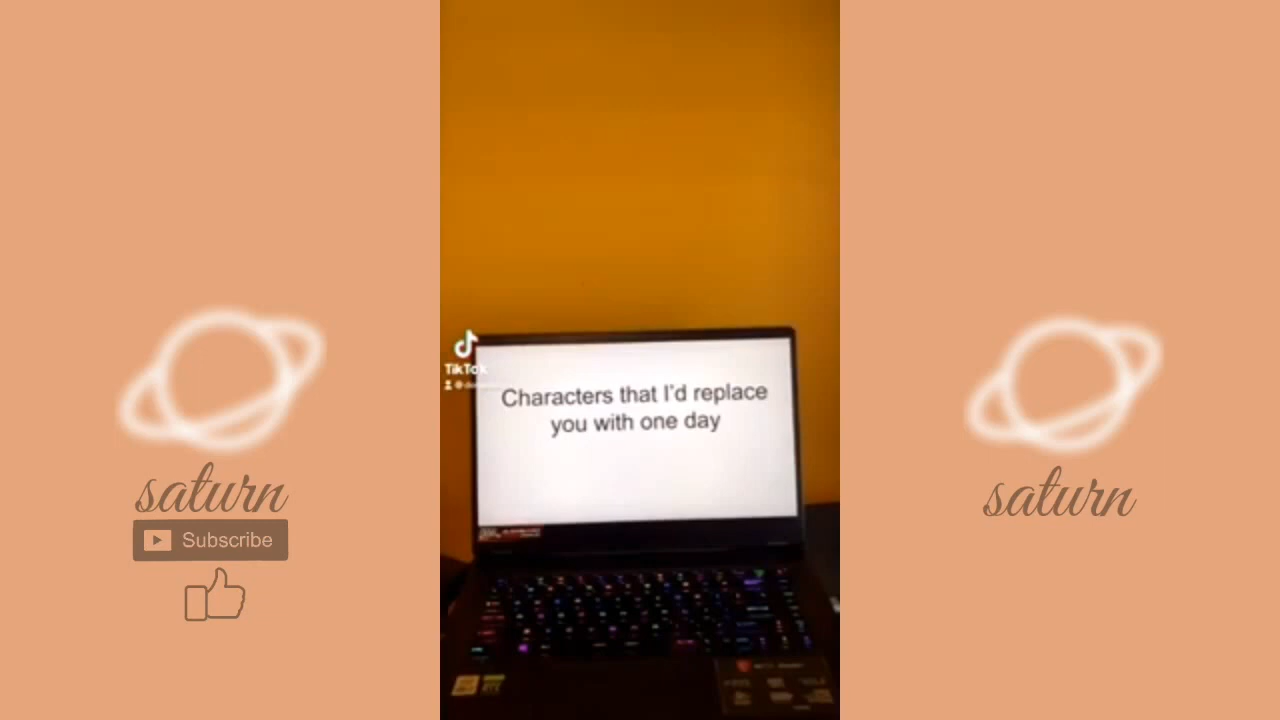 TikTok
Characters that I'd replace
you with one day
saturn
Subscribe
saturn